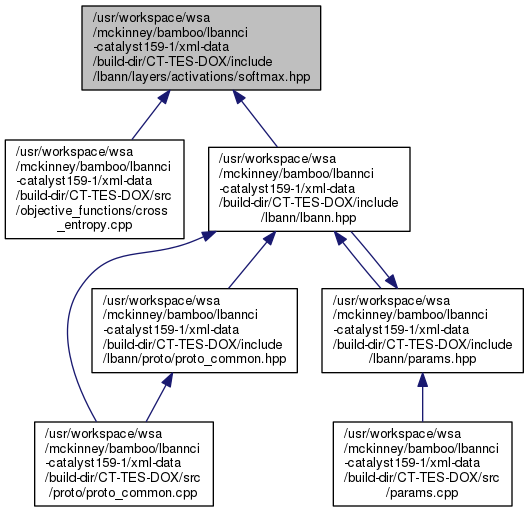 /usr/workspace/wsa
/mckinney/bamboo/lbannci
-catalyst159-1/xml-data
/build-dir/CT-TES-DOX/include
/lbann/layers/activations/softmax.hpp
/usr/workspace/wsa
/mckinney/bamboo/lbannci
-catalyst159-1/xml-data
/build-dir/CT-TES-DOX/src
/objective_functions/cross
_entropy.cpp
/usr/workspace/wsa
/mckinney/bamboo/lbannci
-catalyst159-1/xml-data
/build-dir/CT-TES-DOX/include
/lbann/lbann.hpp
/usr/workspace/wsa
/mckinney/bamboo/lbannci
-catalyst159-1/xml-data
/build-dir/CT-TES-DOX/include
/lbann/proto/proto_common.hpp
/usr/workspace/wsa
/mckinney/bamboo/lbannci
-catalyst159-1/xml-data
/build-dir/CT-TES-DOX/include
/lbann/params.hpp
/usr/workspace/wsa
/mckinney/bamboo/lbannci
-catalyst159-1/xml-data
/build-dir/CT-TES-DOX/src
/proto/proto_common.cpp
/usr/workspace/wsa
/mckinney/bamboo/lbannci
-catalyst159-1/xml-data
/build-dir/CT-TES-DOX/src
/params.cpp